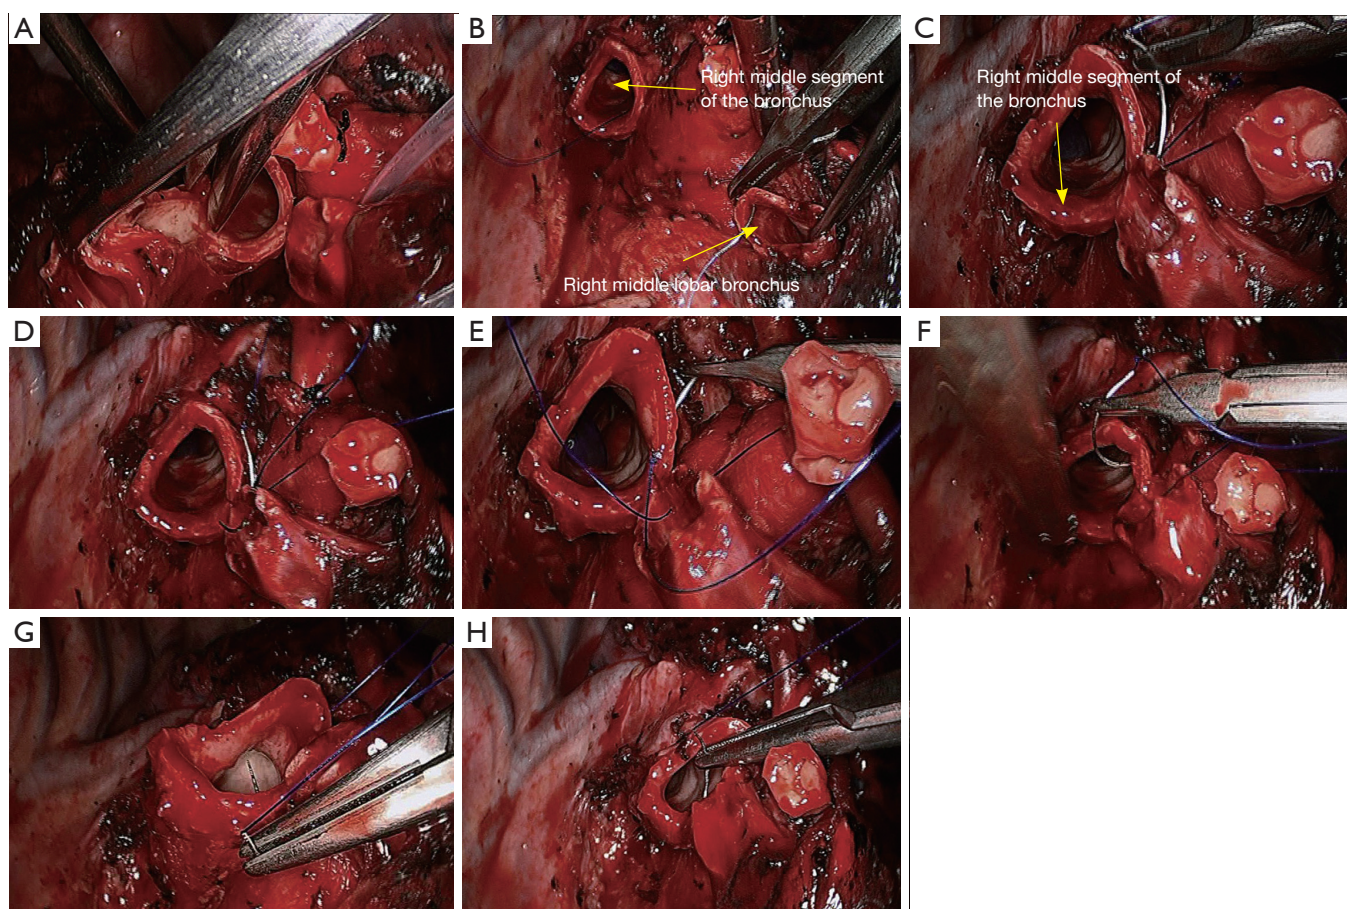 A
B
Right middle segment
of the bronchus
Right middle lobar bronchus
C
Right middle segment of
the bronchus
D
E
F
G
H